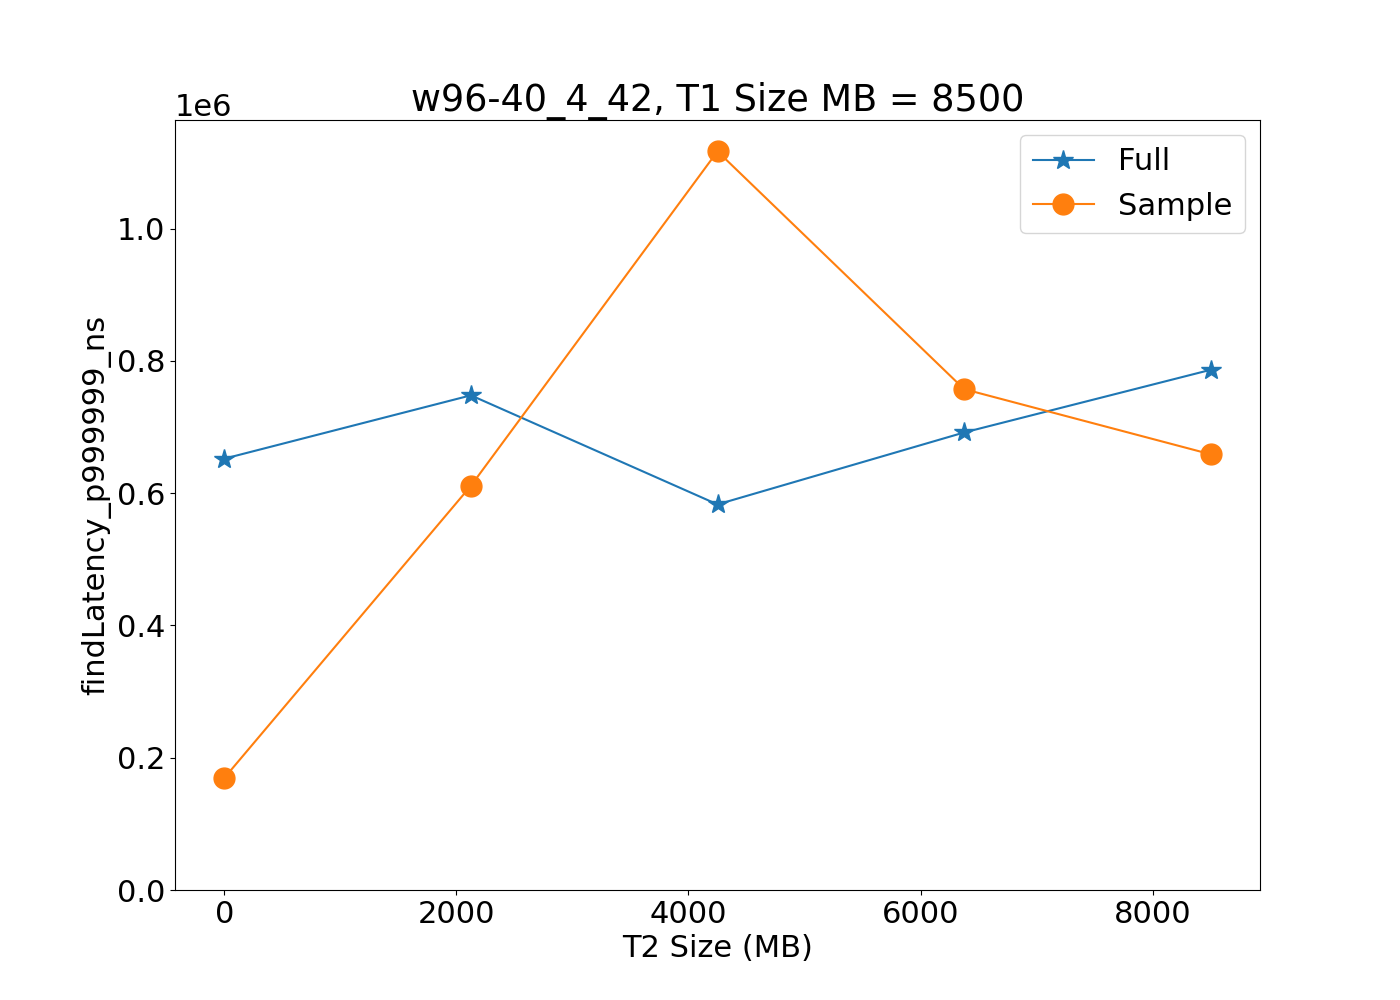 w96-40_4_42, T1 Size MB = 8500
1e6
Full
Sample
1.0
0.8
0.6
0.4
0.2
0.0
findLatency_p999999_ns
0 2000 4000 6000 8000
T2 Size (MB)